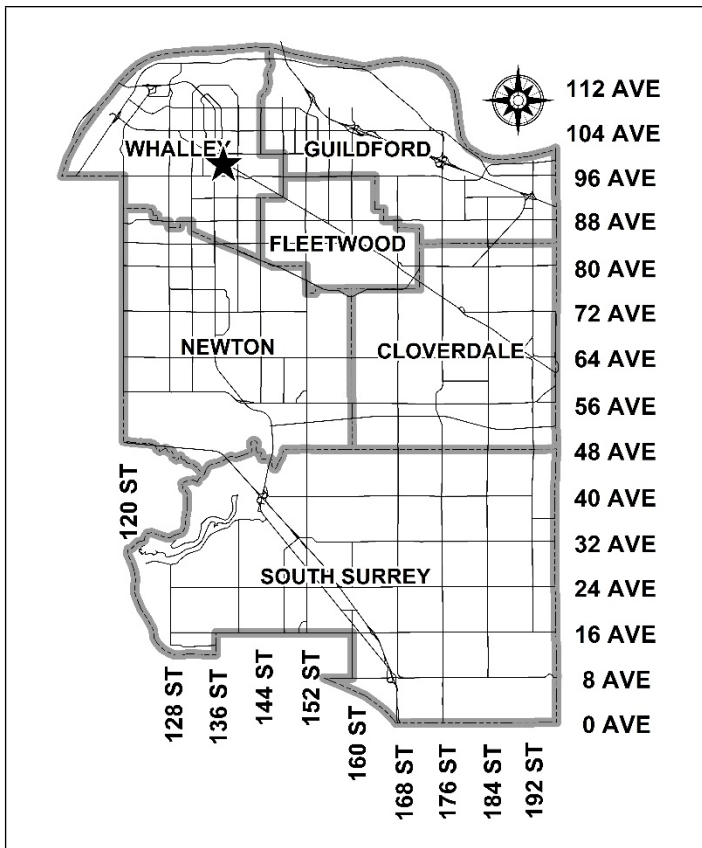 112 AVE
104 AVE
WHALLEY
GUILDFORD
96 AVE
88 AVE
FLEETWOOD
80 AVE
72 AVE
NEWTON
CLOVERDALE
64 AVE
56 AVE
48 AVE
120 ST
40 AVE
32 AVE
SOUTH SURREY
24 AVE
16 AVE
128 ST
136 ST
144 ST
152 ST
160 ST
8 AVE
0 AVE
168 ST
176 ST
184 ST
192 ST